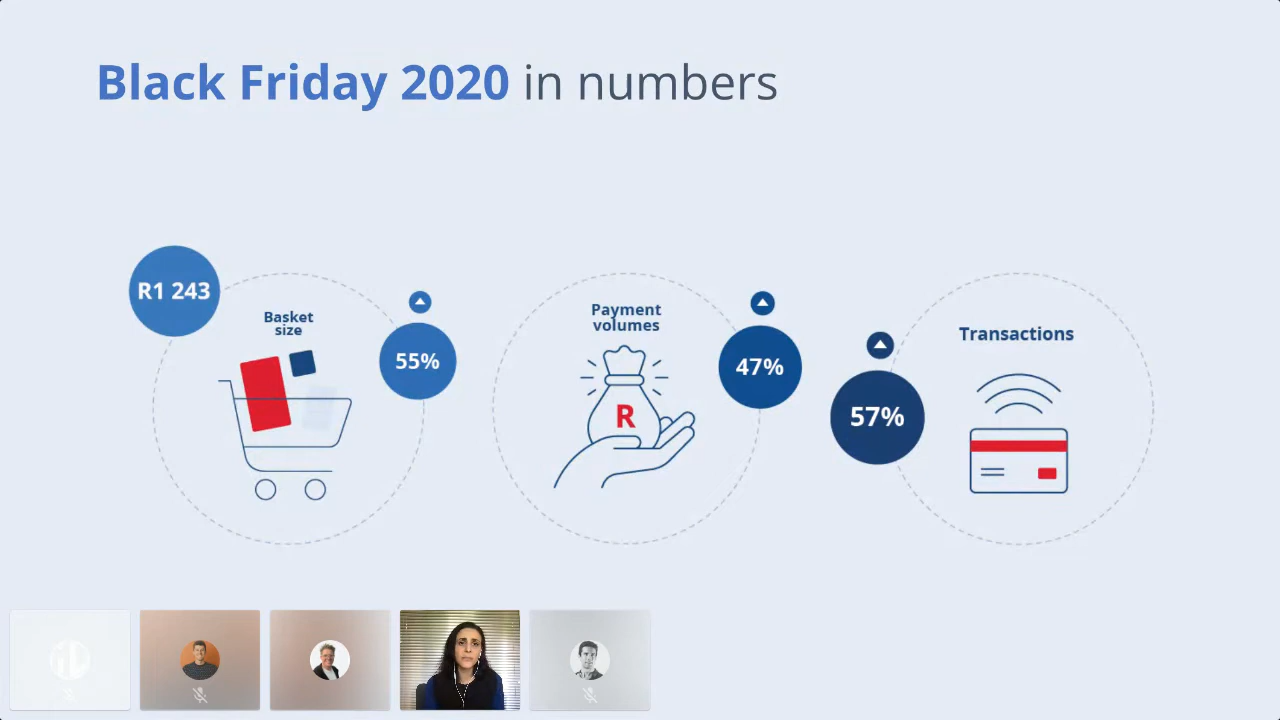 Black Friday 2020 in numbers
R1 243
Basket
size
55%
Payment
volumes
R
47%
57%
Transactions